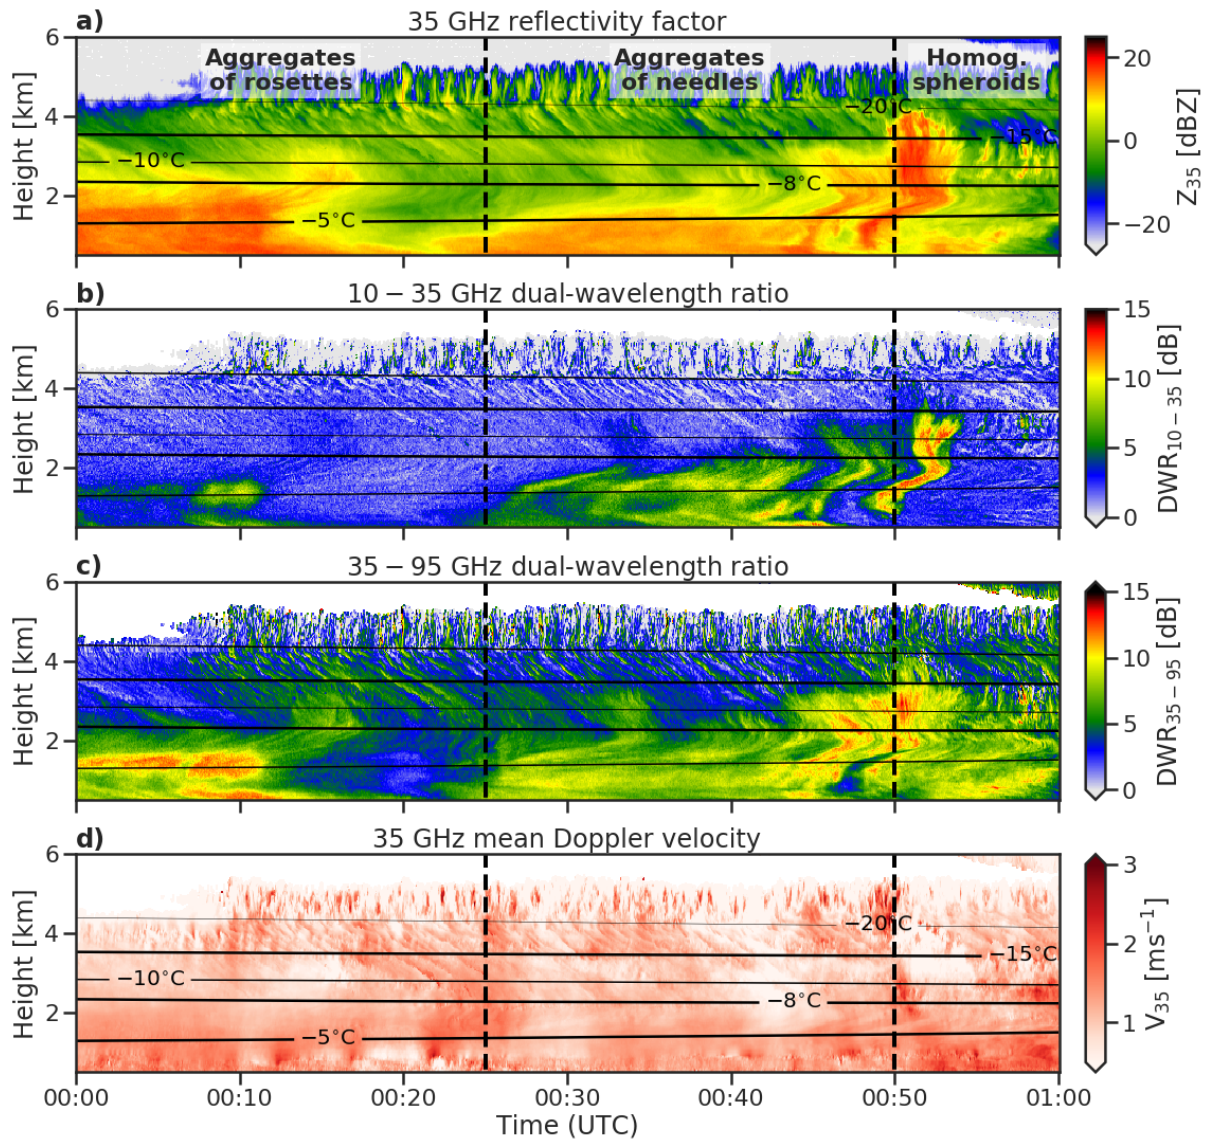 a) 35 GHz reflectivity factor
6
4
2
Height [km]
Aggregates of rosettes
Aggregates of needles
Homog. spheroids
−20°C
−15°C
−10°C
−8°C
−5°C
20
0
−20
Z35 [dBZ]
b) 10 − 35 GHz dual-wavelength ratio
6
4
2
Height [km]
15
10
5
0
DWR10−35 [dB]
c) 35 − 95 GHz dual-wavelength ratio
6
4
2
Height [km]
15
10
5
0
DWR35−95 [dB]
d) 35 GHz mean Doppler velocity
6
4
2
Height [km]
−20°C
−15°C
−10°C
−8°C
−5°C
3
2
1
V35 [ms−1]
00:00 00:10 00:20 00:30 00:40 00:50 01:00
Time (UTC)